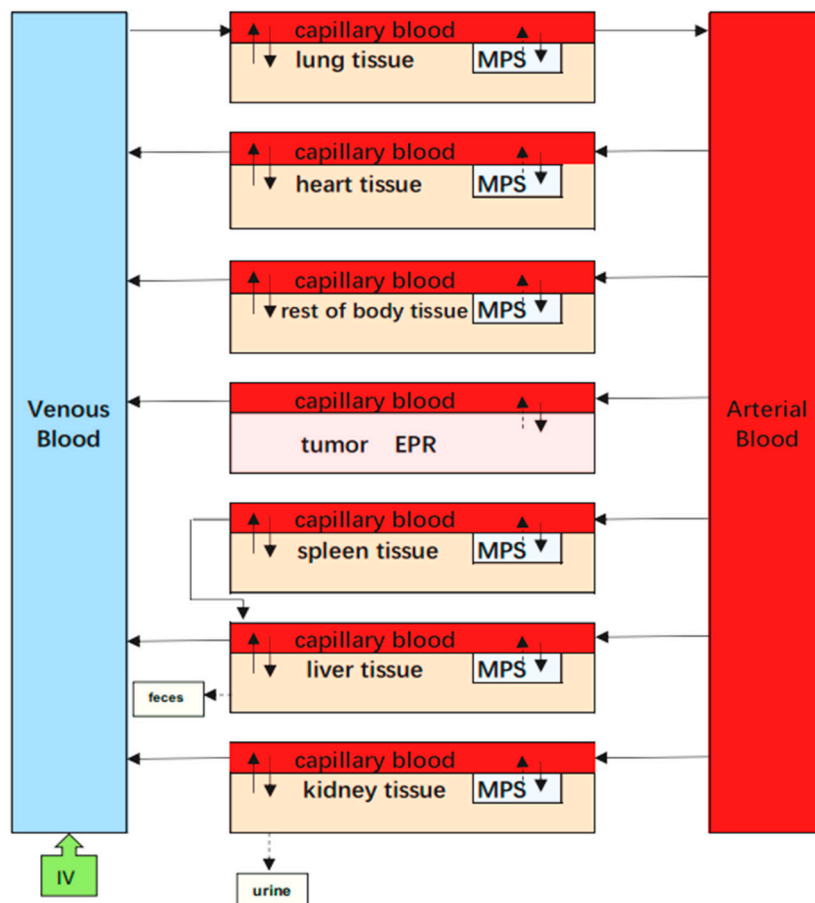 capillary blood
lung tissue MPS
capillary blood
heart tissue MPS
capillary blood
rest of body tissue MPS
Venous
Blood
capillary blood
tumor EPR
Arterial
Blood
capillary blood
spleen tissue MPS
capillary blood
liver tissue MPS
feces
capillary blood
kidney tissue MPS
IV
urine